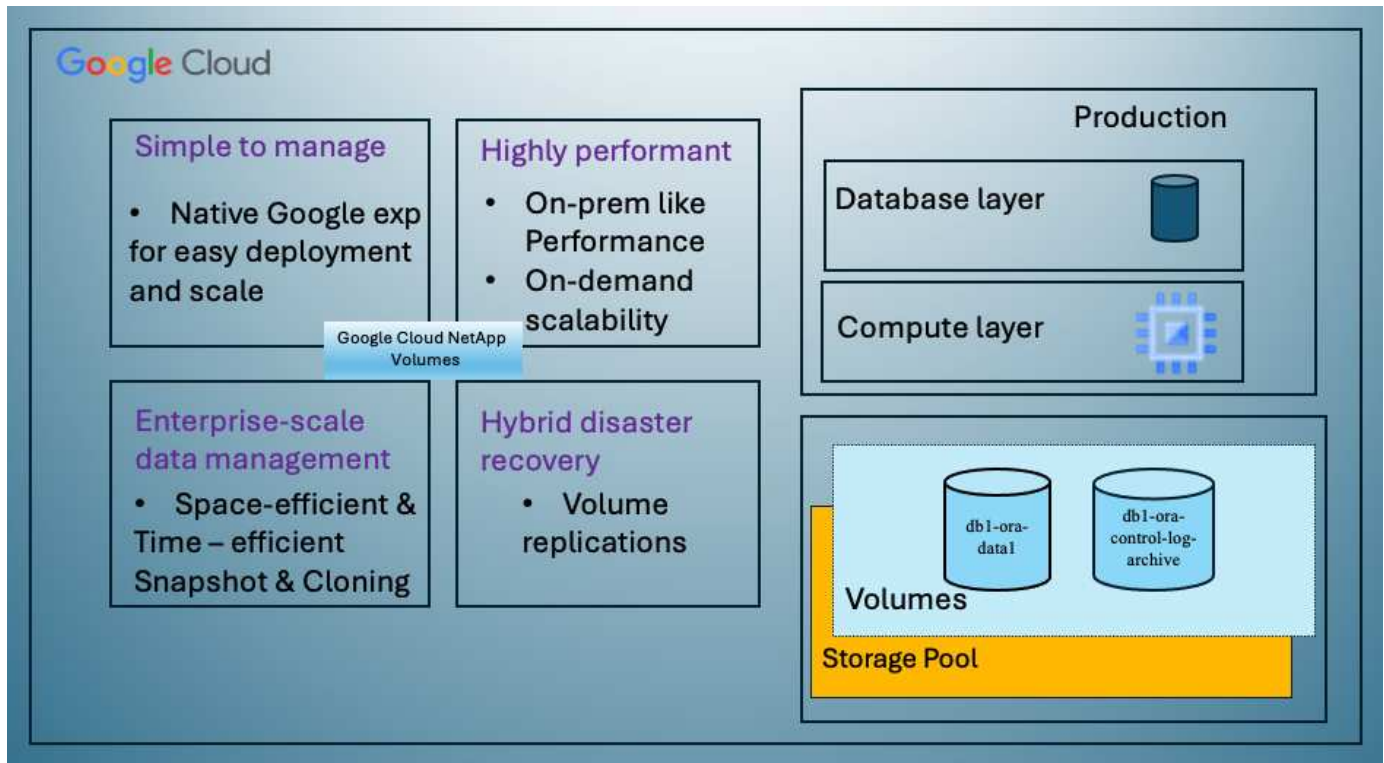 Google Cloud
Simple to manage
• Native Google exp
for easy deployment
and scale
Highly performant
• On-prem like
Performance
• On-demand
scalability
Google Cloud NetApp
Volumes
Enterprise-scale
data management
• Space-efficient &
Time – efficient
Snapshot & Cloning
Hybrid disaster
recovery
• Volume
replications
Production
Database layer
Compute layer
db1-ora-
data1
db1-ora-
control-log-
archive
Volumes
Storage Pool